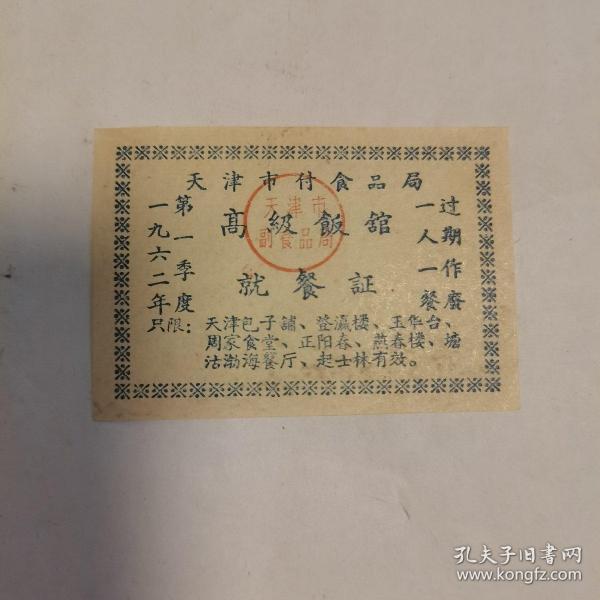 天津市付食品局
高級飯舘
就餐証
一九六二年
第一季度
过期作廢
一人一餐
天津市
副食品局
只限：天津包子舖、登瀛楼、玉华台、
周家食堂、正阳春、燕春楼、塘
沽渤海餐厅、起士林有效。
孔夫子旧书网
www.kongfz.com